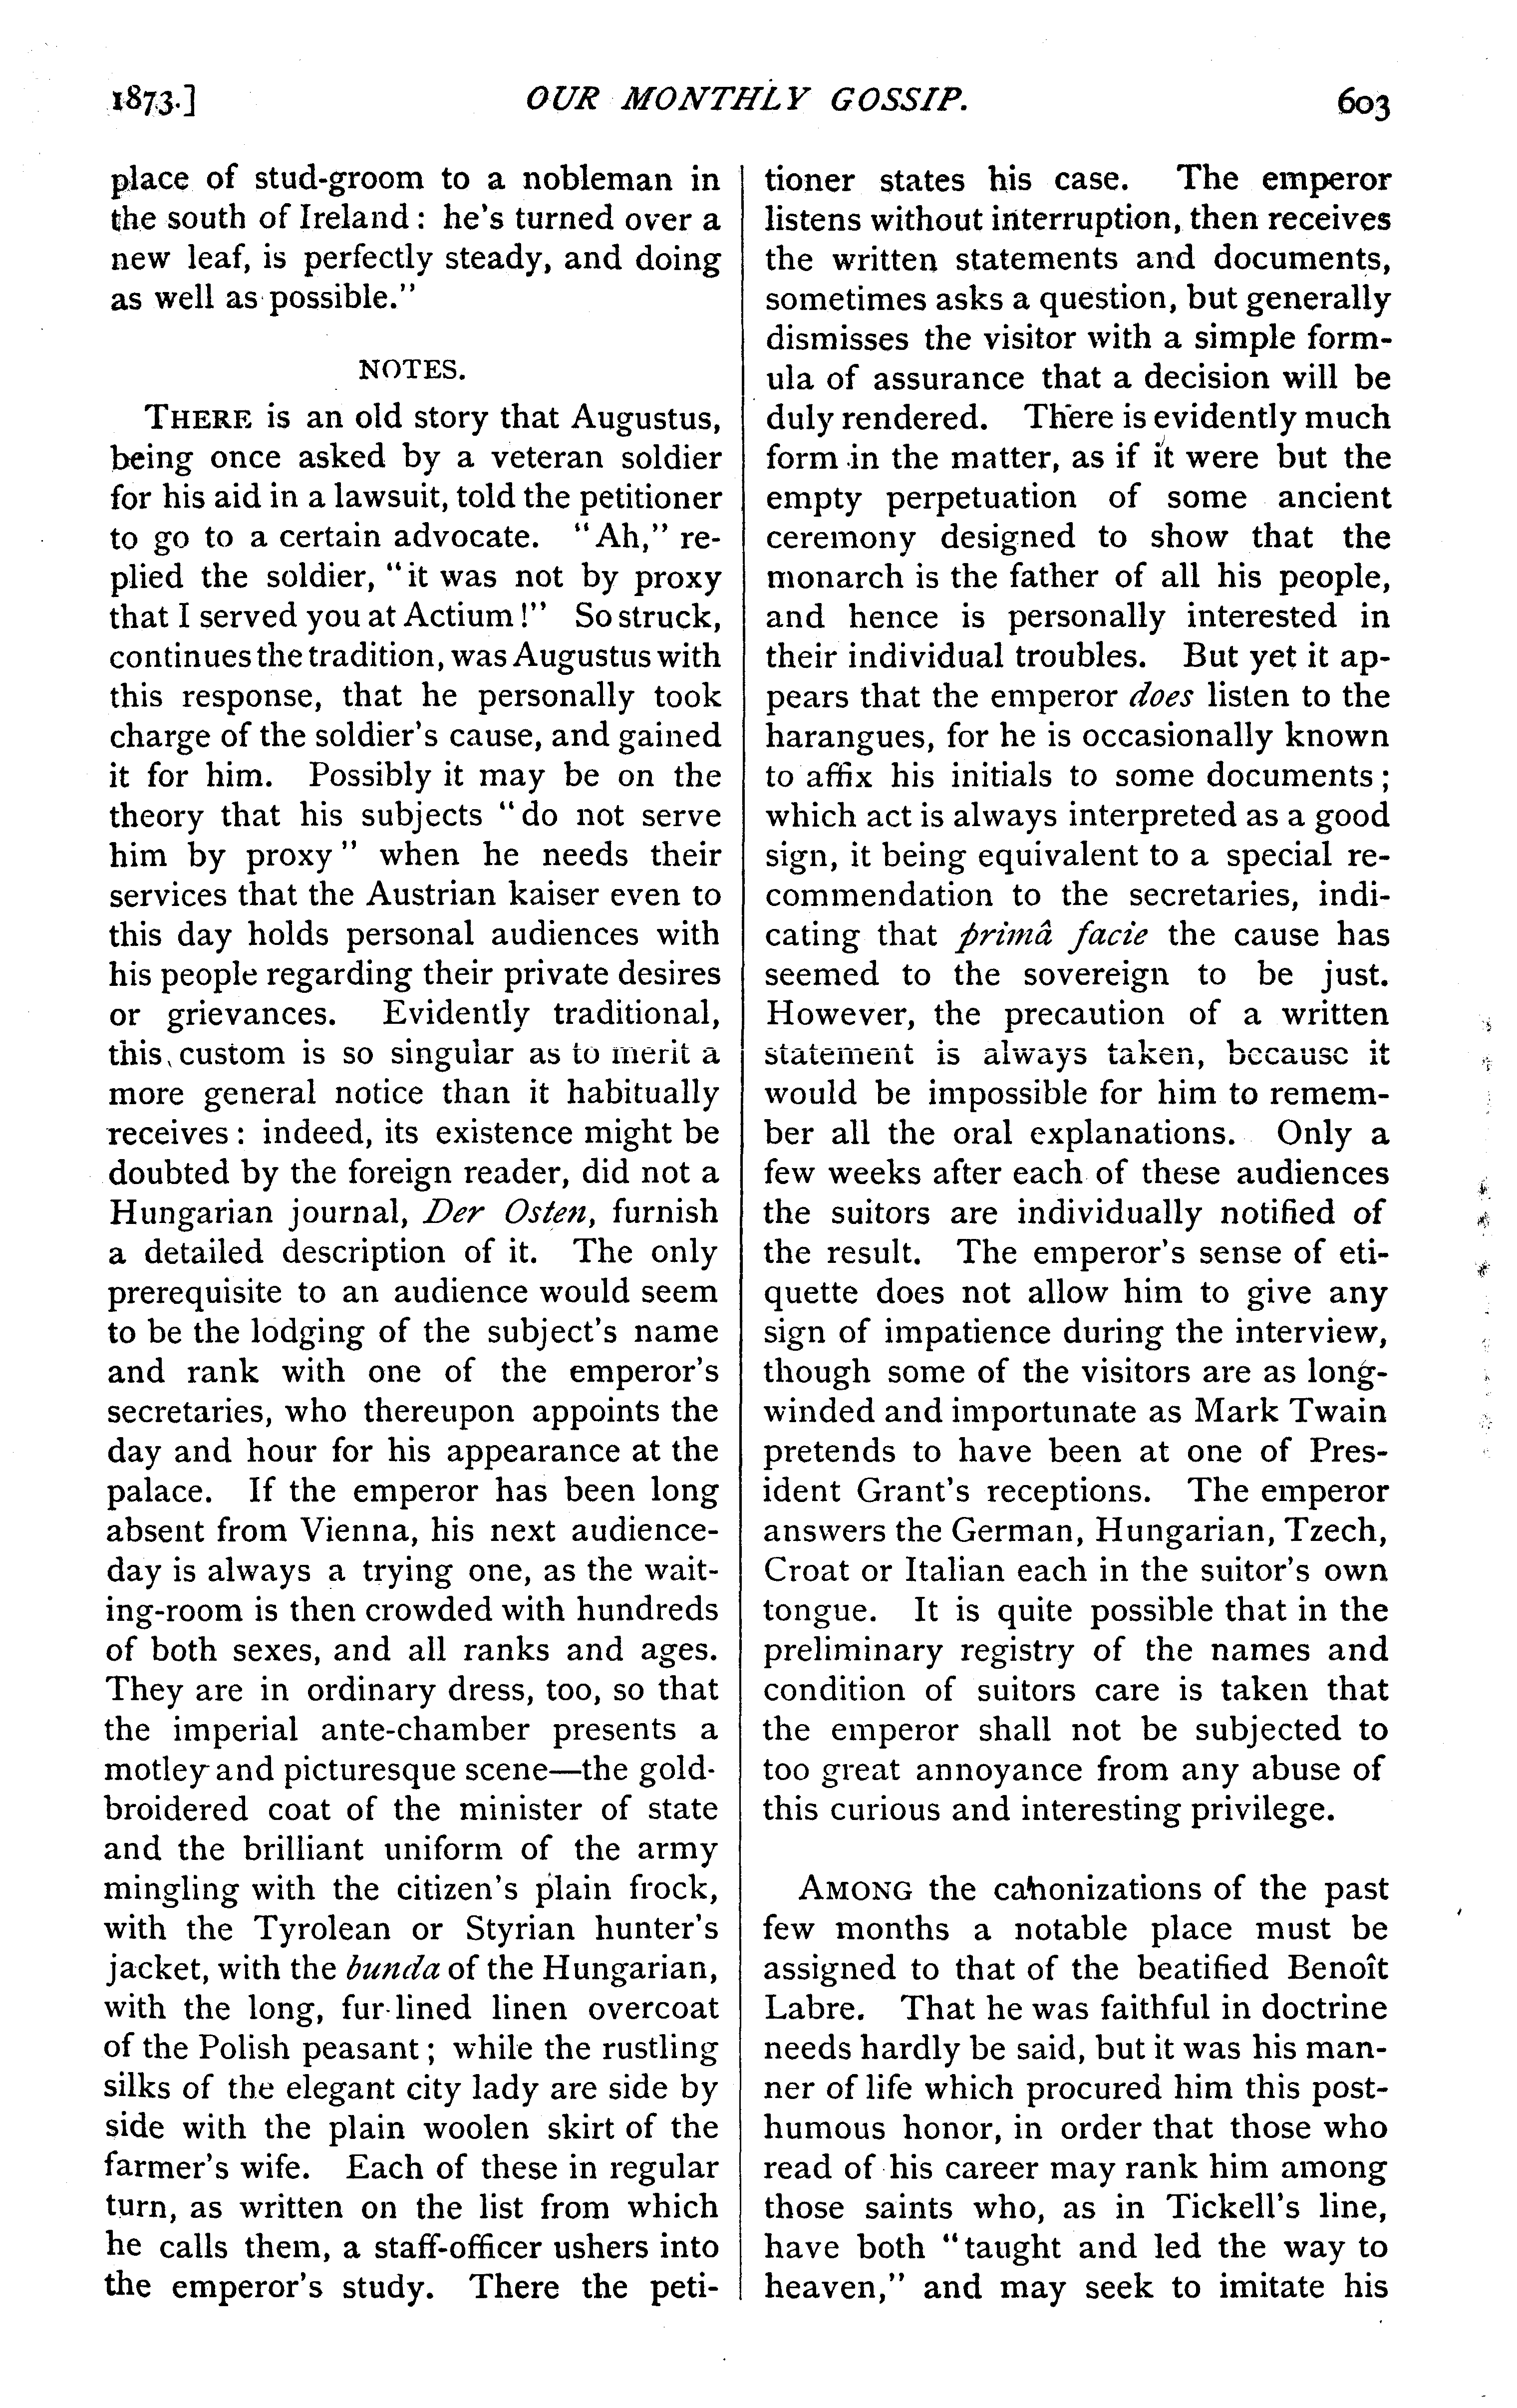 1873.] OUR MONTHLY GOSSIP. 603
place of stud-groom to a nobleman in
the south of Ireland: he's turned over a
new leaf, is perfectly steady, and doing
as well as possible."
NOTES.
THERE is an old story that Augustus,
being once asked by a veteran soldier
for his aid in a lawsuit, told the petitioner
to go to a certain advocate. "Ah," re-
plied the soldier, "it was not by proxy
that I served you at Actium!" So struck,
continues the tradition, was Augustus with
this response, that he personally took
charge of the soldier's cause, and gained
it for him. Possibly it may be on the
theory that his subjects "do not serve
him by proxy" when he needs their
services that the Austrian kaiser even to
this day holds personal audiences with
his people regarding their private desires
or grievances. Evidently traditional,
this custom is so singular as to merit a
more general notice than it habitually
receives: indeed, its existence might be
doubted by the foreign reader, did not a
Hungarian journal, Der Osten, furnish
a detailed description of it. The only
prerequisite to an audience would seem
to be the lodging of the subject's name
and rank with one of the emperor's
secretaries, who thereupon appoints the
day and hour for his appearance at the
palace. If the emperor has been long
absent from Vienna, his next audience-
day is always a trying one, as the wait-
ing-room is then crowded with hundreds
of both sexes, and all ranks and ages.
They are in ordinary dress, too, so that
the imperial ante-chamber presents a
motley and picturesque scene—the gold-
broidered coat of the minister of state
and the brilliant uniform of the army
mingling with the citizen's plain frock,
with the Tyrolean or Styrian hunter's
jacket, with the bunda of the Hungarian,
with the long, fur-lined linen overcoat
of the Polish peasant; while the rustling
silks of the elegant city lady are side by
side with the plain woolen skirt of the
farmer's wife. Each of these in regular
turn, as written on the list from which
he calls them, a staff-officer ushers into
the emperor's study. There the peti-
tioner states his case. The emperor
listens without interruption, then receives
the written statements and documents,
sometimes asks a question, but generally
dismisses the visitor with a simple form-
ula of assurance that a decision will be
duly rendered. There is evidently much
form in the matter, as if it were but the
empty perpetuation of some ancient
ceremony designed to show that the
monarch is the father of all his people,
and hence is personally interested in
their individual troubles. But yet it ap-
pears that the emperor does listen to the
harangues, for he is occasionally known
to affix his initials to some documents;
which act is always interpreted as a good
sign, it being equivalent to a special re-
commendation to the secretaries, indi-
cating that primâ facie the cause has
seemed to the sovereign to be just.
However, the precaution of a written
statement is always taken, because it
would be impossible for him to remem-
ber all the oral explanations. Only a
few weeks after each of these audiences
the suitors are individually notified of
the result. The emperor's sense of eti-
quette does not allow him to give any
sign of impatience during the interview,
though some of the visitors are as long-
winded and importunate as Mark Twain
pretends to have been at one of Pres-
ident Grant's receptions. The emperor
answers the German, Hungarian, Tzech,
Croat or Italian each in the suitor's own
tongue. It is quite possible that in the
preliminary registry of the names and
condition of suitors care is taken that
the emperor shall not be subjected to
too great annoyance from any abuse of
this curious and interesting privilege.
AMONG the canonizations of the past
few months a notable place must be
assigned to that of the beatified Benoît
Labre. That he was faithful in doctrine
needs hardly be said, but it was his man-
ner of life which procured him this post-
humous honor, in order that those who
read of his career may rank him among
those saints who, as in Tickell's line,
have both "taught and led the way to
heaven," and may seek to imitate his